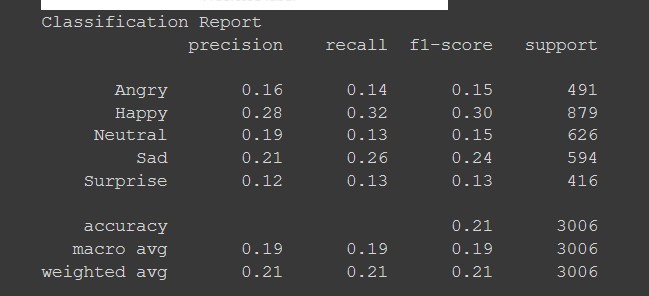 Classification Report
precision recall f1-score support
Angry 0.16 0.14 0.15 491
Happy 0.28 0.32 0.30 879
Neutral 0.19 0.13 0.15 626
Sad 0.21 0.26 0.24 594
Surprise 0.12 0.13 0.13 416
accuracy 0.21 3006
macro avg 0.19 0.19 0.19 3006
weighted avg 0.21 0.21 0.21 3006